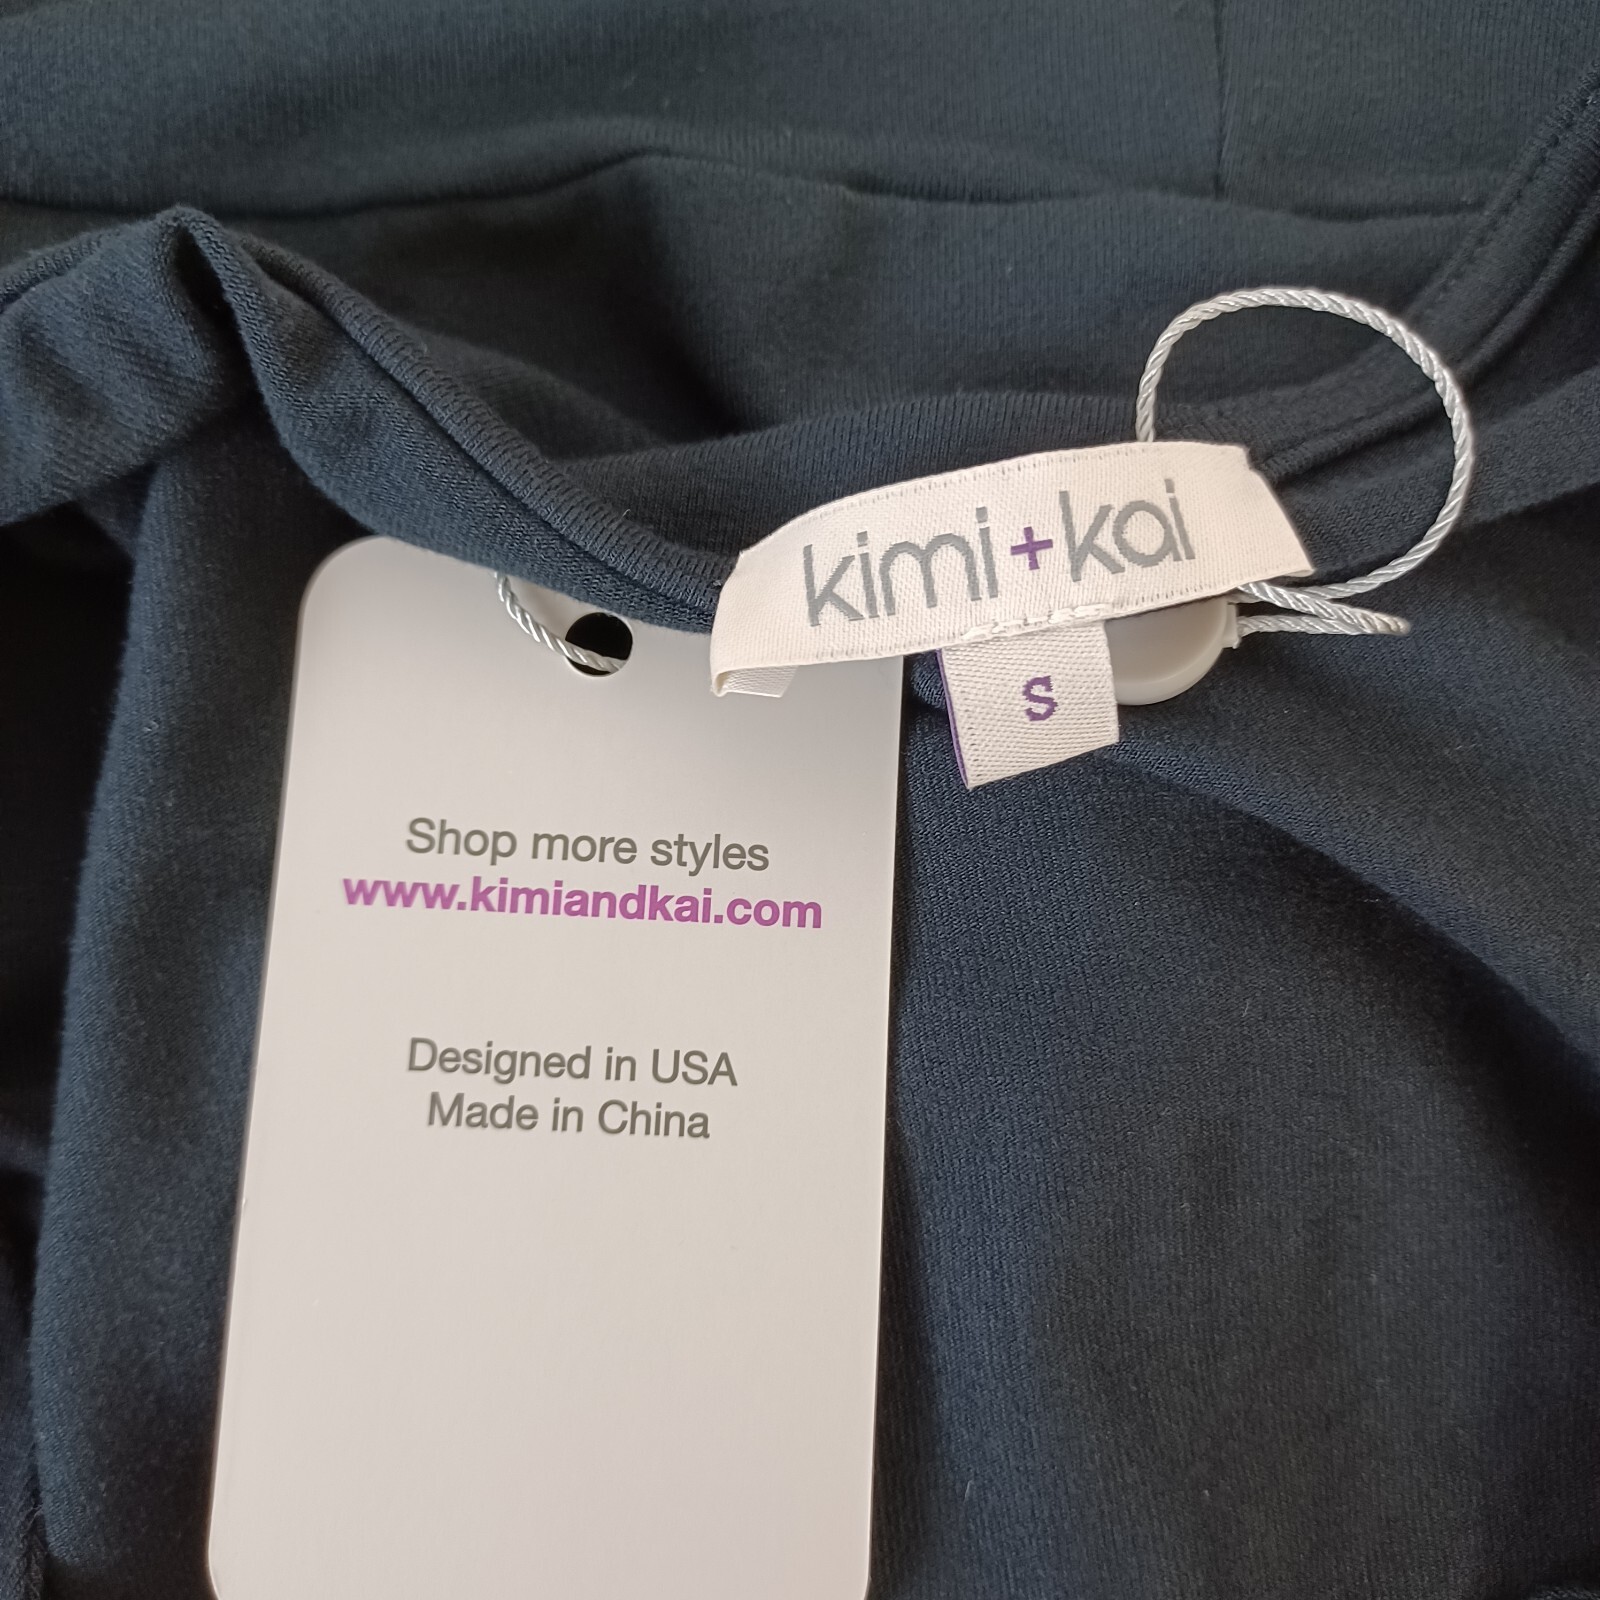 kimi+kai
S
Shop more styles
www.kimiandkai.com
Designed in USA
Made in China